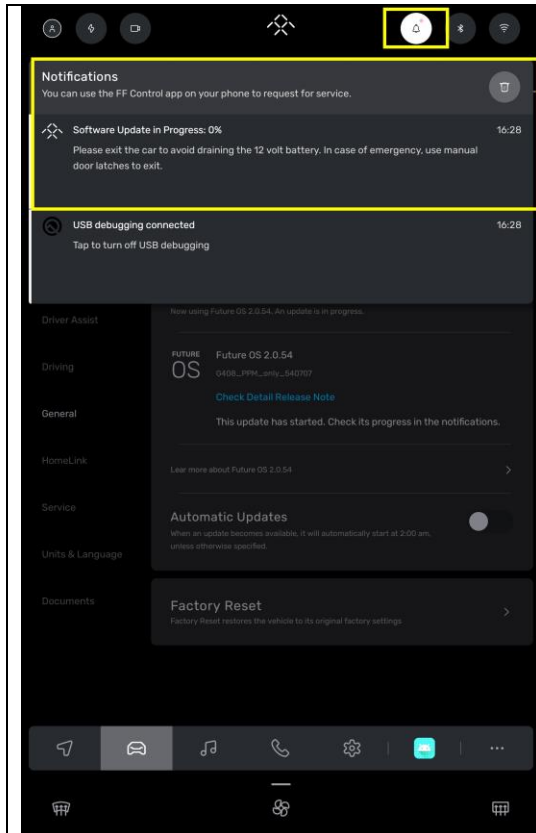 Notifications
You can use the FF Control app on your phone to request for service.
Software Update in Progress: 0%
16:28
Please exit the car to avoid draining the 12 volt battery. In case of emergency, use manual
door latches to exit.
USB debugging connected
16:28
Tap to turn off USB debugging
Now using Future OS 2.0.54. An update is in progress.
Driver Assist
Driving
General
HomeLink
Service
Units & Language
Documents
FUTURE
OS
Future OS 2.0.54
0408_PPM_only_540707
Check Detail Release Note
This update has started. Check its progress in the notifications.
Lear more about Future OS 2.0.54
Automatic Updates
When an update becomes available, it will automatically start at 2:00 am,
unless otherwise specified.
Factory Reset
Factory Reset restores the vehicle to its original factory settings